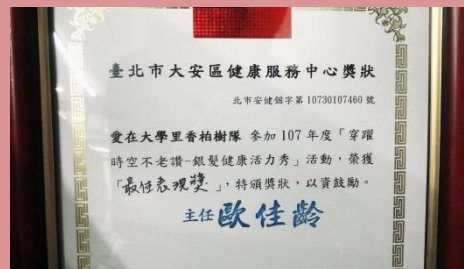 臺北市大安區健康服務中心獎狀
北市安健個字第10730107460號
愛在大學里香柏樹隊 參加107年度「穿躍
時空不老讚-銀髮健康活力秀」活動，榮獲
「最佳表現獎」，特頒獎狀，以資鼓勵。
主任歐佳齡